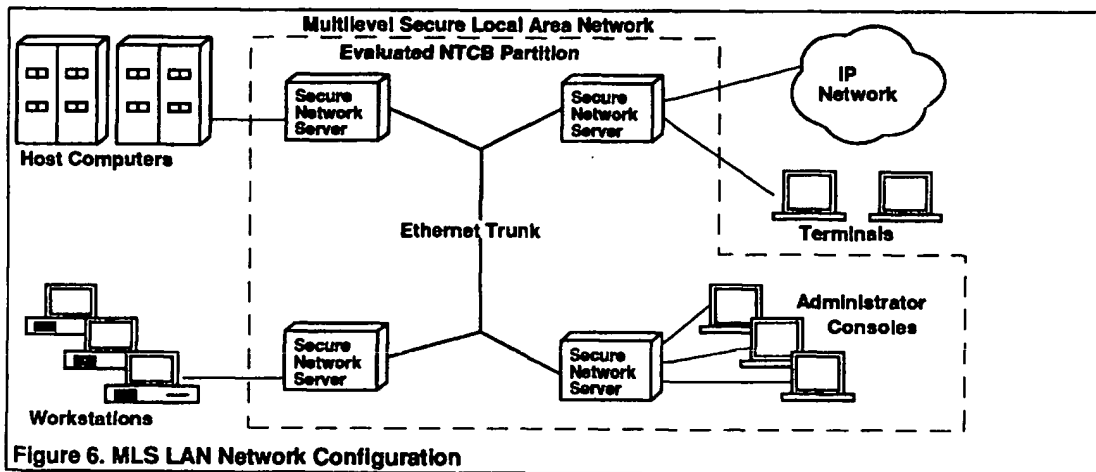 Multilevel Secure Local Area Network
Evaluated NTCB Partition
Secure
Network
Server
Secure
Network
Server
IP
Network
Host Computers
Ethernet Trunk
Terminals
Secure
Network
Server
Secure
Network
Server
Administrator
Consoles
Workstations
Figure 6. MLS LAN Network Configuration